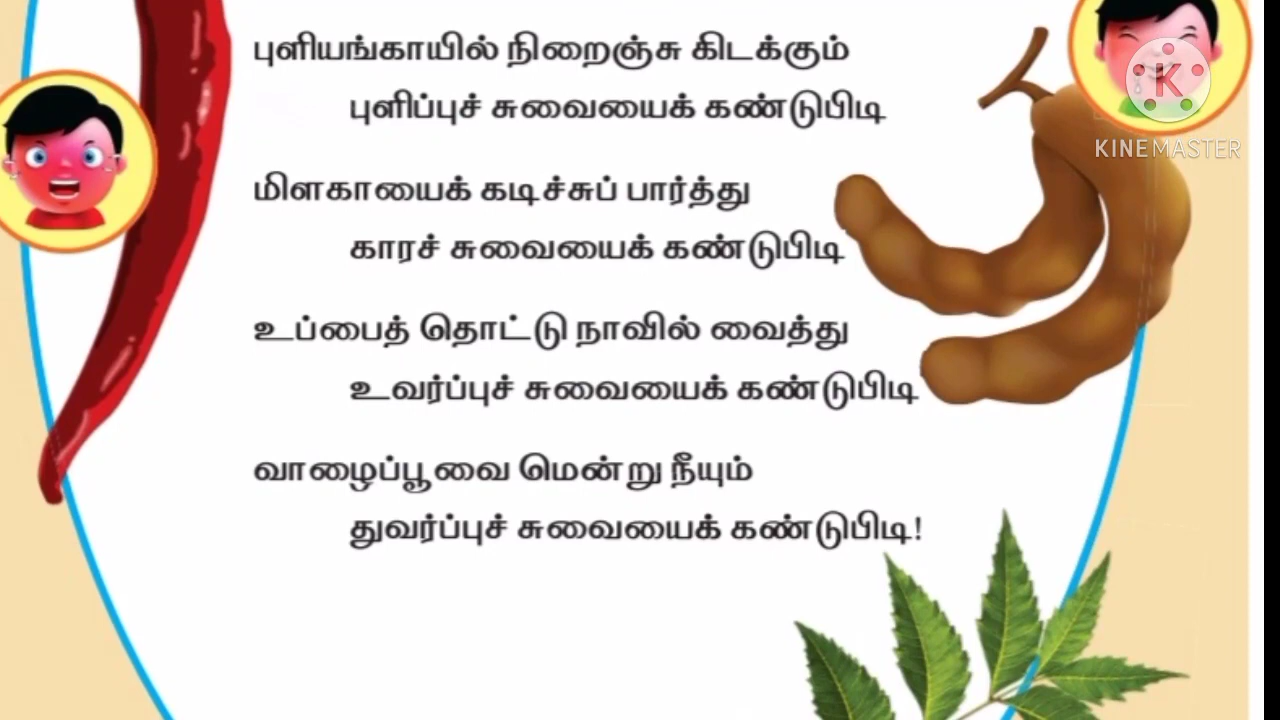 புளியங்காயில் நிறைஞ்சு கிடக்கும்
புளிப்புச் சுவையைக் கண்டுபிடி
மிளகாயைக் கடிச்சுப் பார்த்து
காரச் சுவையைக் கண்டுபிடி
உப்பைத் தொட்டு நாவில் வைத்து
உவர்ப்புச் சுவையைக் கண்டுபிடி
வாழைப்பூவை மென்று நீயும்
துவர்ப்புச் சுவையைக் கண்டுபிடி!
K
KINEMASTER